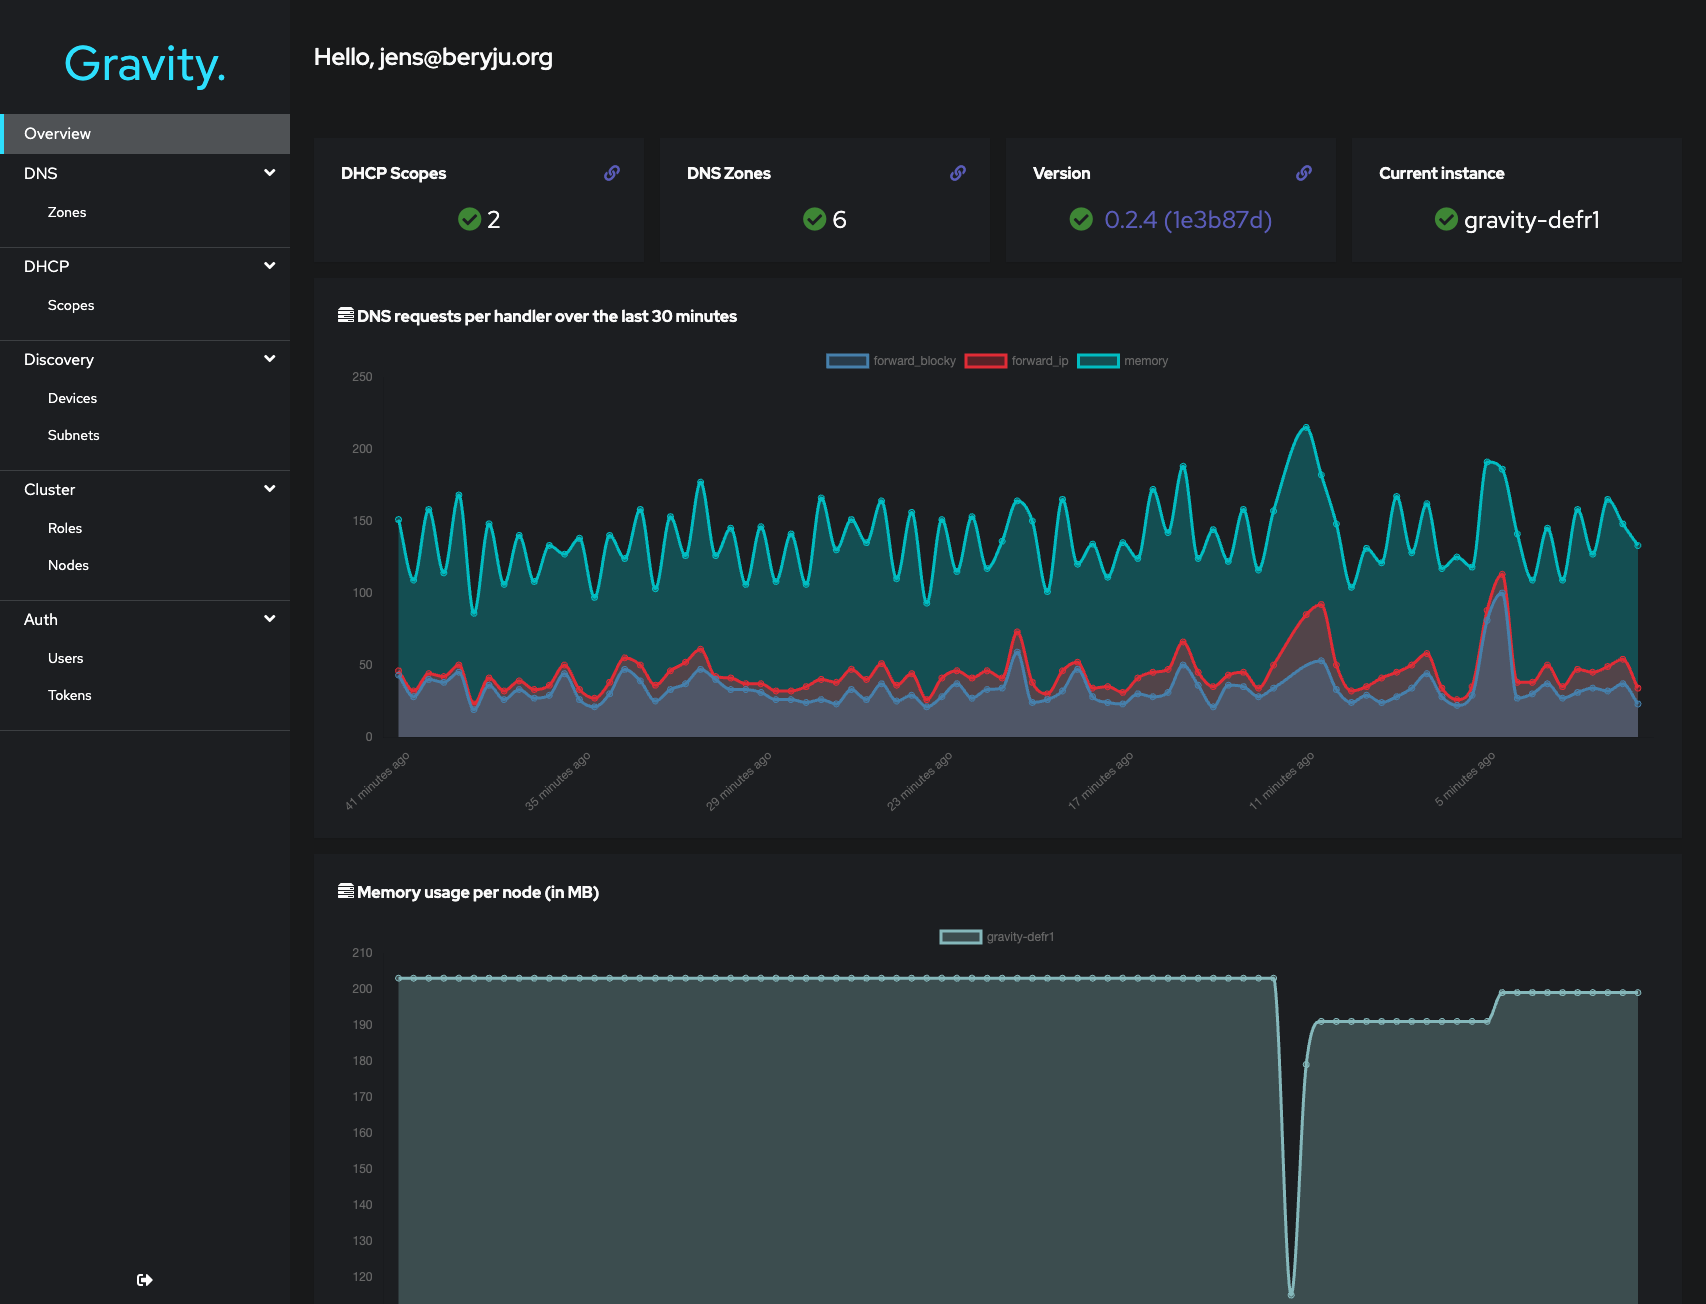 Gravity.
Overview
DNS
Zones
DHCP
Scopes
Discovery
Devices
Subnets
Cluster
Roles
Nodes
Auth
Users
Tokens
Hello, jens@beryju.org
DHCP Scopes
2
DNS Zones
6
Version
0.2.4 (1e3b87d)
Current instance
gravity-defr1
DNS requests per handler over the last 30 minutes
forward_blocky forward_ip memory
250
200
150
100
50
0
41 minutes ago
35 minutes ago
29 minutes ago
23 minutes ago
17 minutes ago
11 minutes ago
5 minutes ago
Memory usage per node (in MB)
gravity-defr1
210
200
190
180
170
160
150
140
130
120